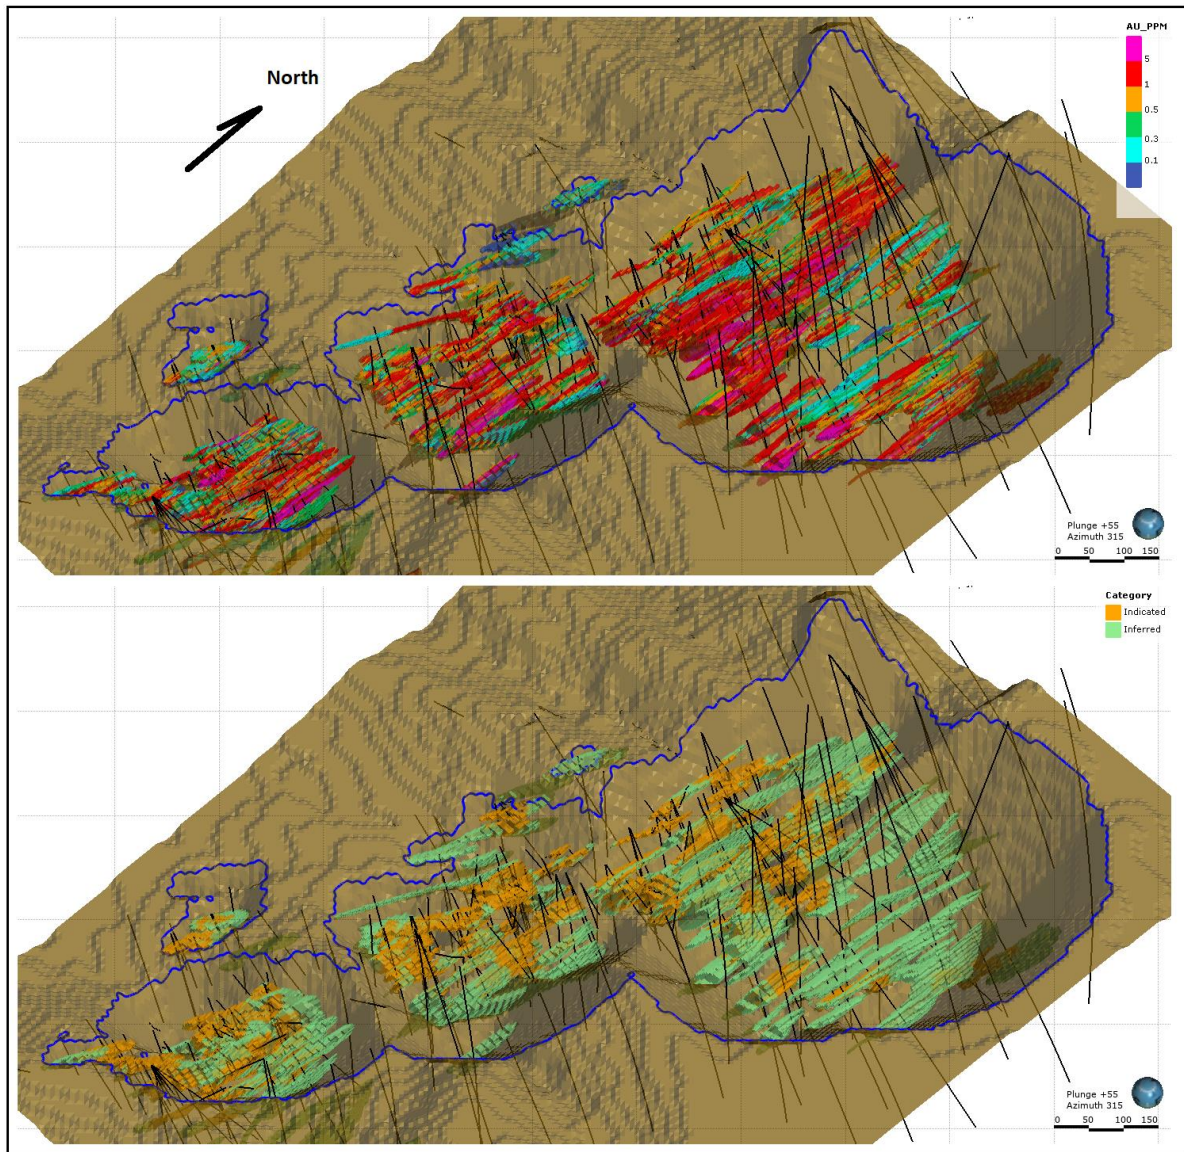 AU_PPM
5
1
0.5
0.3
0.1
North
Plunge +55
Azimuth 315
0 50 100 150
Category
Indicated
Inferred
Plunge +55
Azimuth 315
0 50 100 150